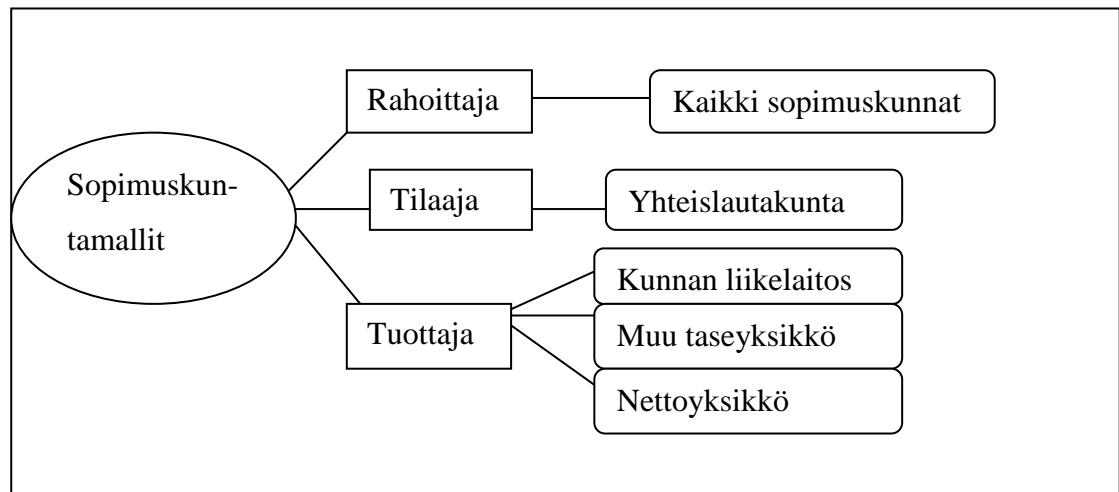 Sopimuskun-
tamallit
Rahoittaja
Kaikki sopimuskunnat
Tilaaja
Yhteislautakunta
Tuottaja
Kunnan liikelaitos
Muu taseyksikkö
Nettoyksikkö